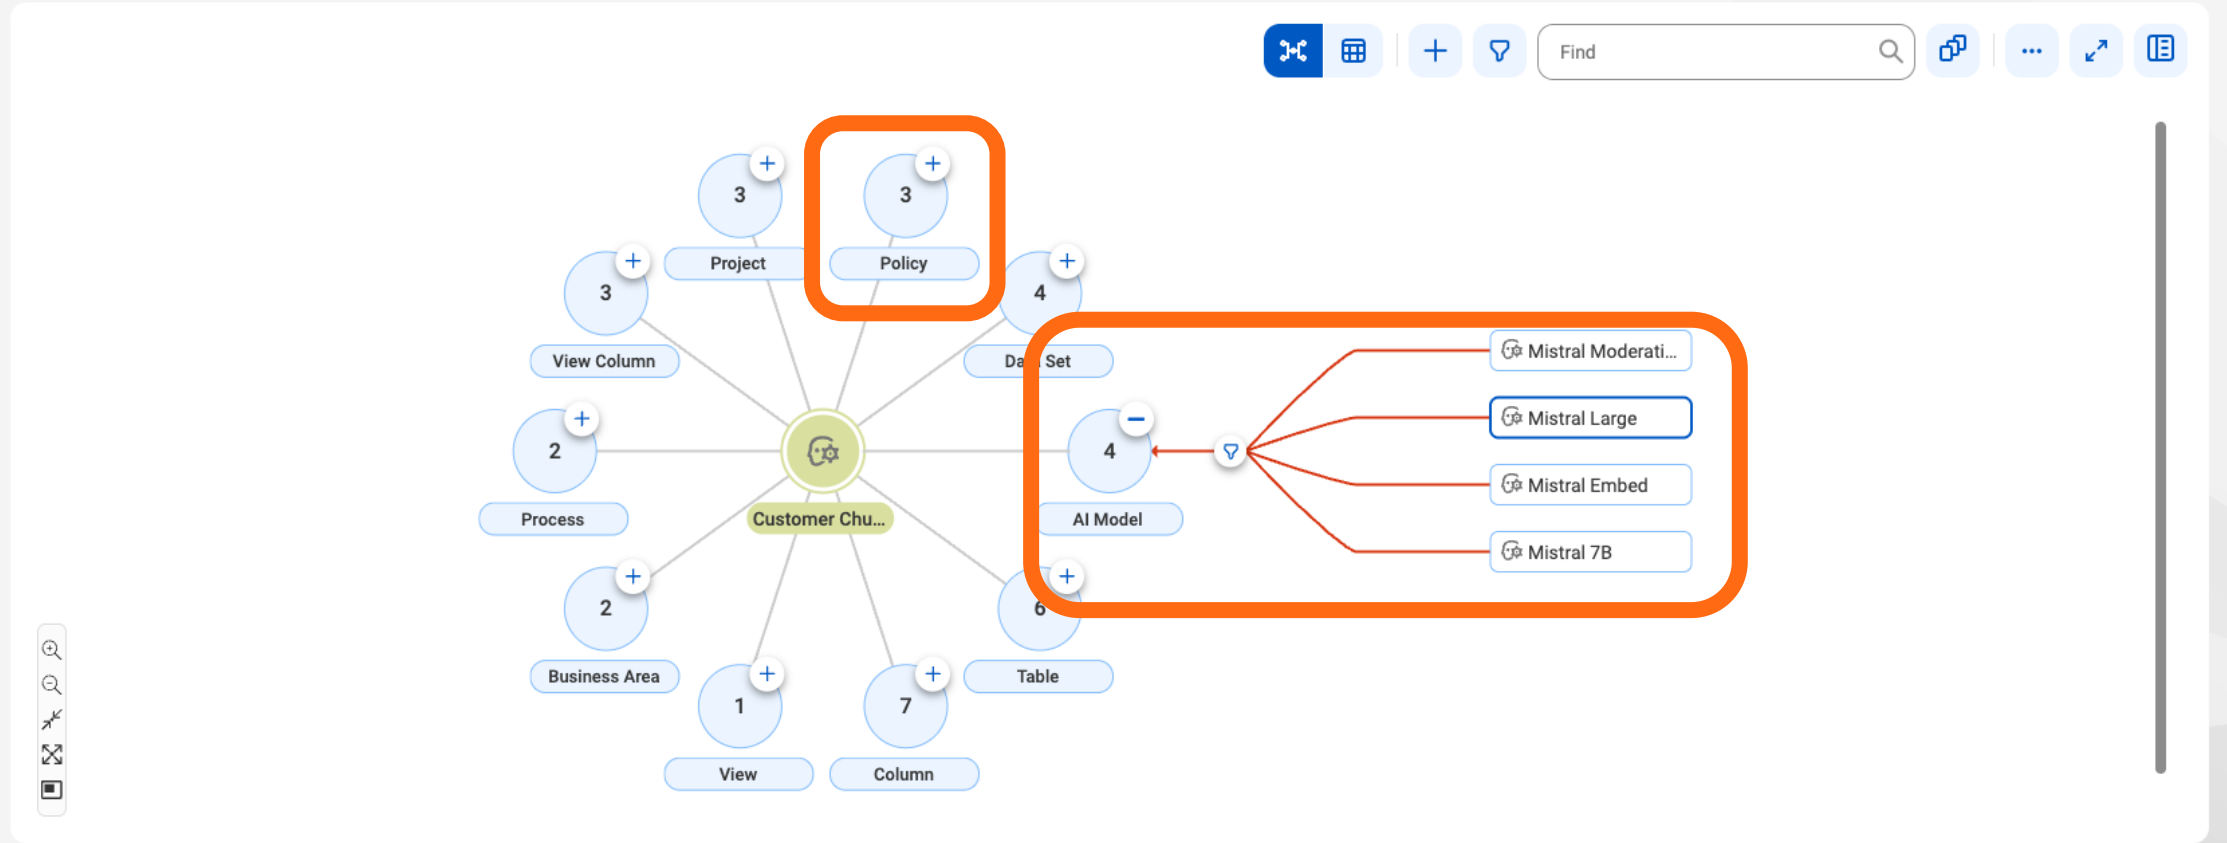 Find
3
Project
3
Policy
3
View Column
4
Data Set
2
Process
Customer Chu...
4
AI Model
Mistral Moderati...
Mistral Large
Mistral Embed
Mistral 7B
2
Business Area
6
Table
1
View
7
Column